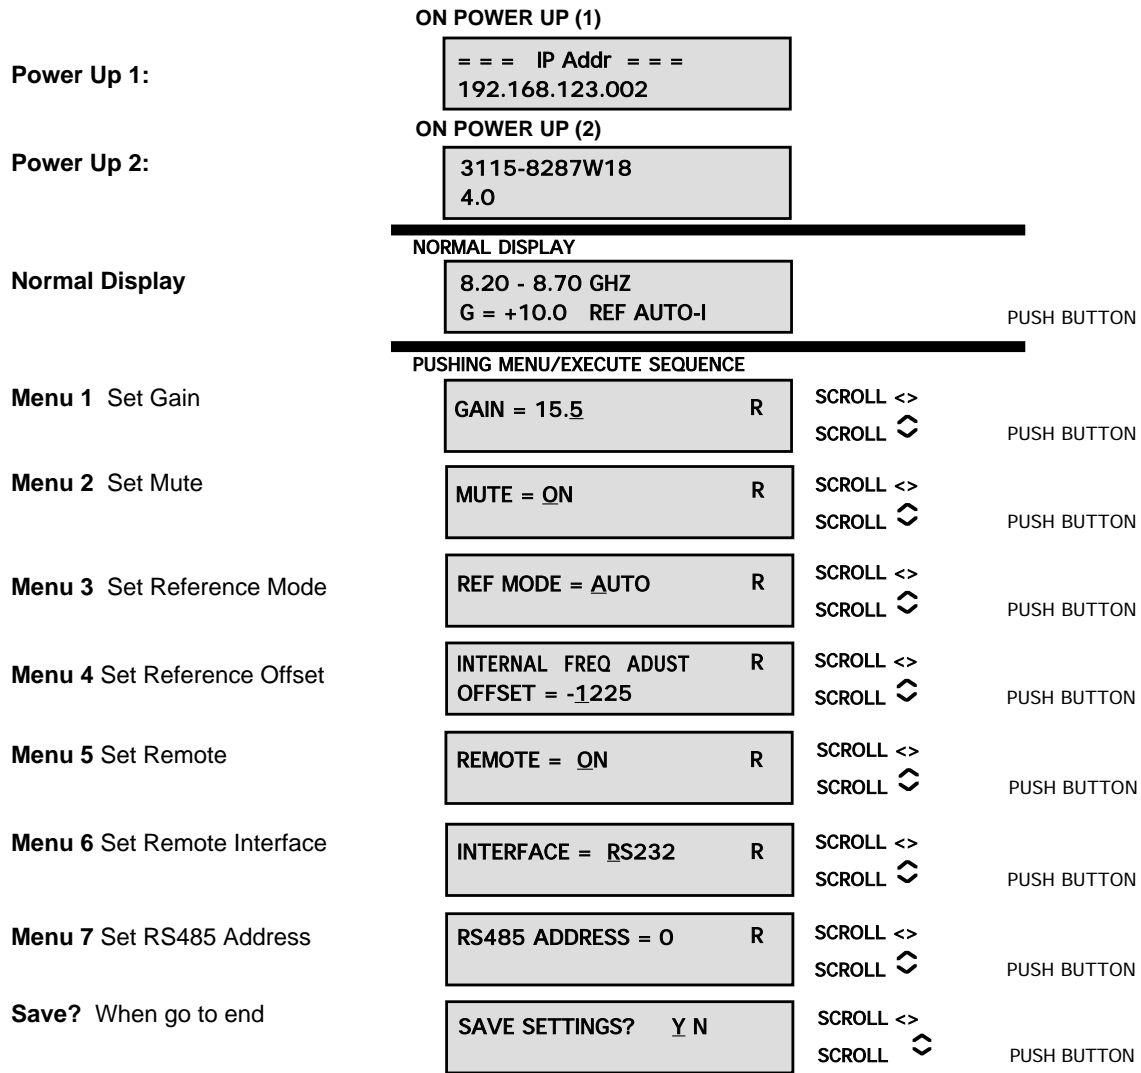 ON POWER UP (1)
Power Up 1:
= = = IP Addr = = =
192.168.123.002
ON POWER UP (2)
Power Up 2:
3115-8287W18
4.0
NORMAL DISPLAY
Normal Display
8.20 - 8.70 GHZ
G = +10.0 REF AUTO-I
PUSH BUTTON
PUSHING MENU/EXECUTE SEQUENCE
Menu 1 Set Gain
GAIN = 15.5 R
SCROLL <>
SCROLL
PUSH BUTTON
Menu 2 Set Mute
MUTE = ON R
SCROLL <>
SCROLL
PUSH BUTTON
Menu 3 Set Reference Mode
REF MODE = AUTO R
SCROLL <>
SCROLL
PUSH BUTTON
Menu 4 Set Reference Offset
INTERNAL FREQ ADUST R
OFFSET = -1225
SCROLL <>
SCROLL
PUSH BUTTON
Menu 5 Set Remote
REMOTE = ON R
SCROLL <>
SCROLL
PUSH BUTTON
Menu 6 Set Remote Interface
INTERFACE = RS232 R
SCROLL <>
SCROLL
PUSH BUTTON
Menu 7 Set RS485 Address
RS485 ADDRESS = 0 R
SCROLL <>
SCROLL
PUSH BUTTON
Save? When go to end
SAVE SETTINGS? Y N
SCROLL <>
SCROLL
PUSH BUTTON